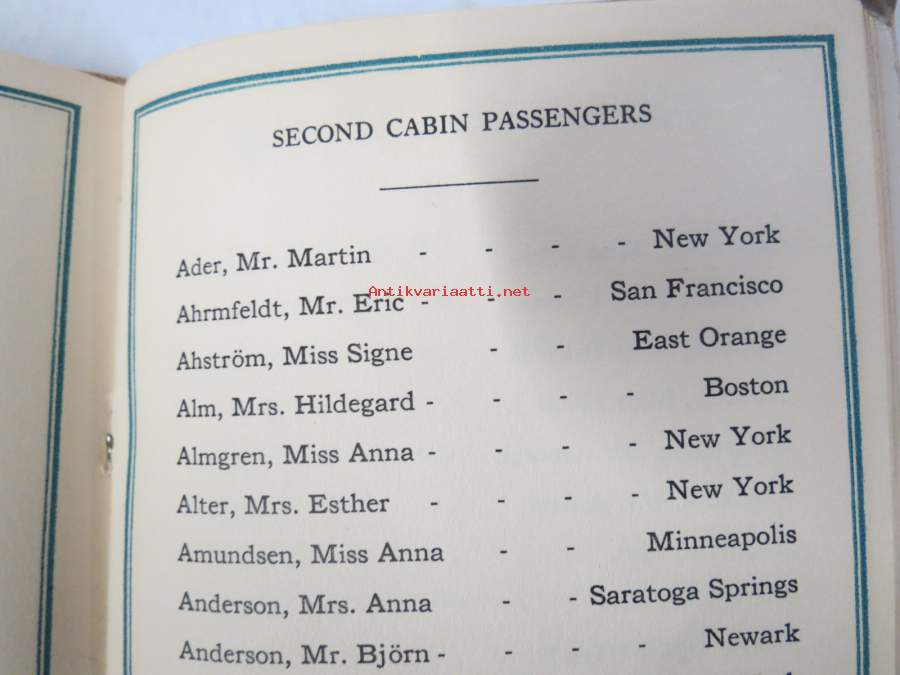 SECOND CABIN PASSENGERS
Ader, Mr. Martin - - - - New York
Antikvariaatti.net
Ahrmfeldt, Mr. Eric - - - San Francisco
Ahström, Miss Signe - - East Orange
Alm, Mrs. Hildegard - - - - Boston
Almgren, Miss Anna - - - - New York
Alter, Mrs. Esther - - - - New York
Amundsen, Miss Anna - - Minneapolis
Anderson, Mrs. Anna - - Saratoga Springs
Anderson, Mr. Björn - - - - Newark